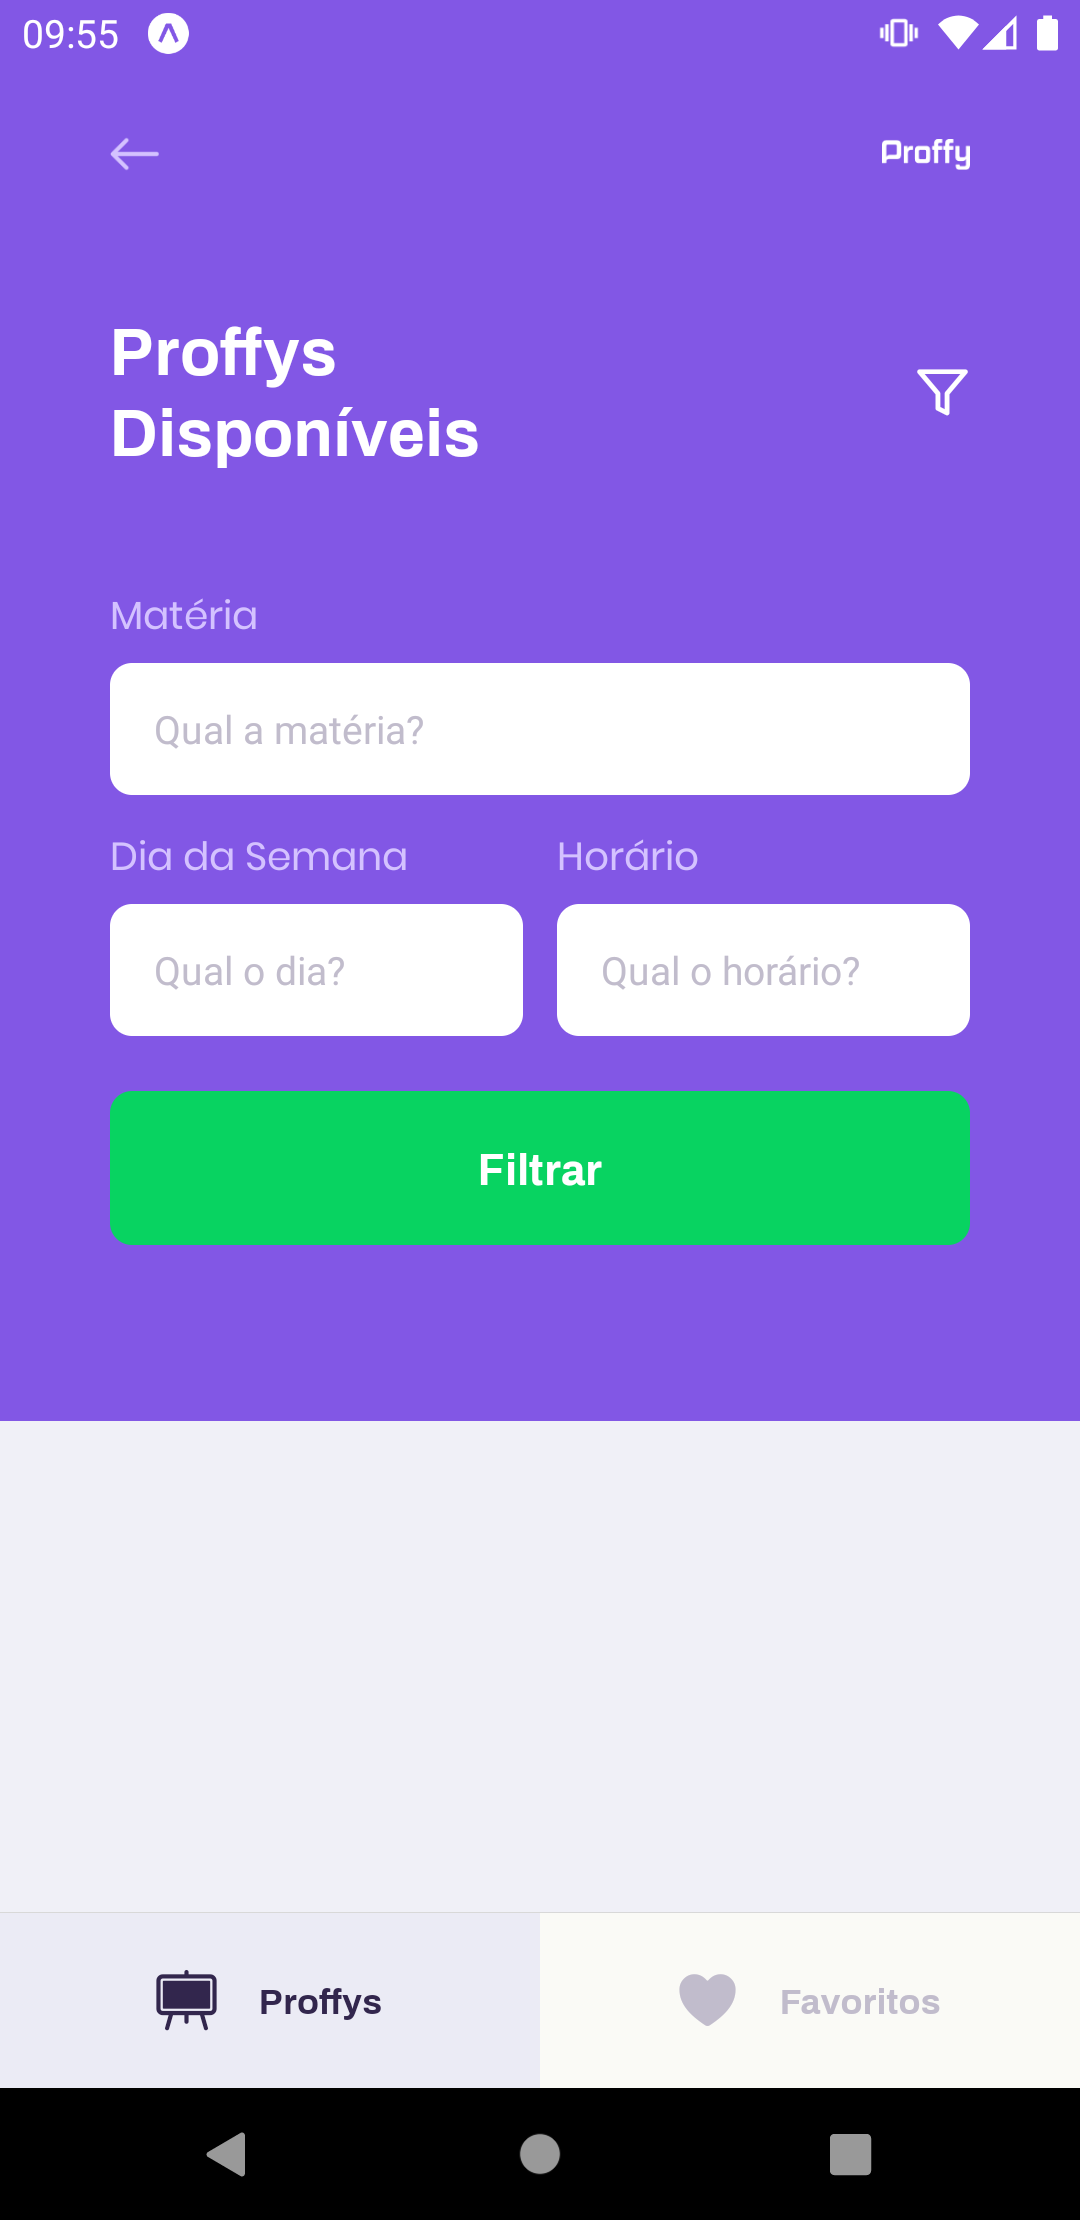 09:55
Proffy
Proffys
Disponíveis
Matéria
Qual a matéria?
Dia da Semana
Horário
Qual o dia?
Qual o horário?
Filtrar
Proffys
Favoritos